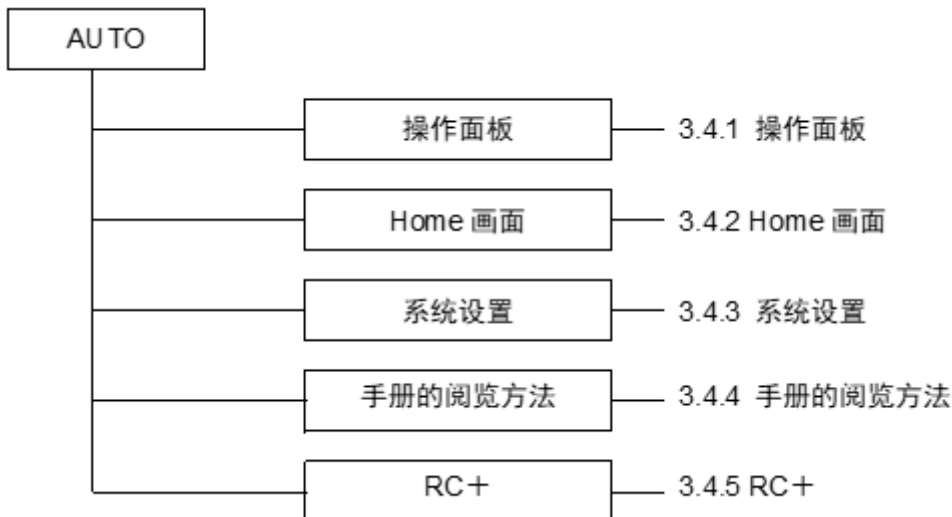 AUTO
操作面板 3.4.1 操作面板
Home 画面 3.4.2 Home 画面
系统设置 3.4.3 系统设置
手册的阅览方法 3.4.4 手册的阅览方法
RC＋ 3.4.5 RC＋